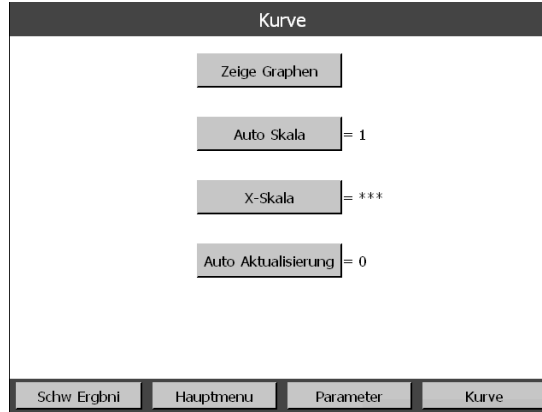 Kurve
Zeige Graphen
Auto Skala = 1
X-Skala = ***
Auto Aktualisierung = 0
Schw Ergbni Hauptmenu Parameter Kurve